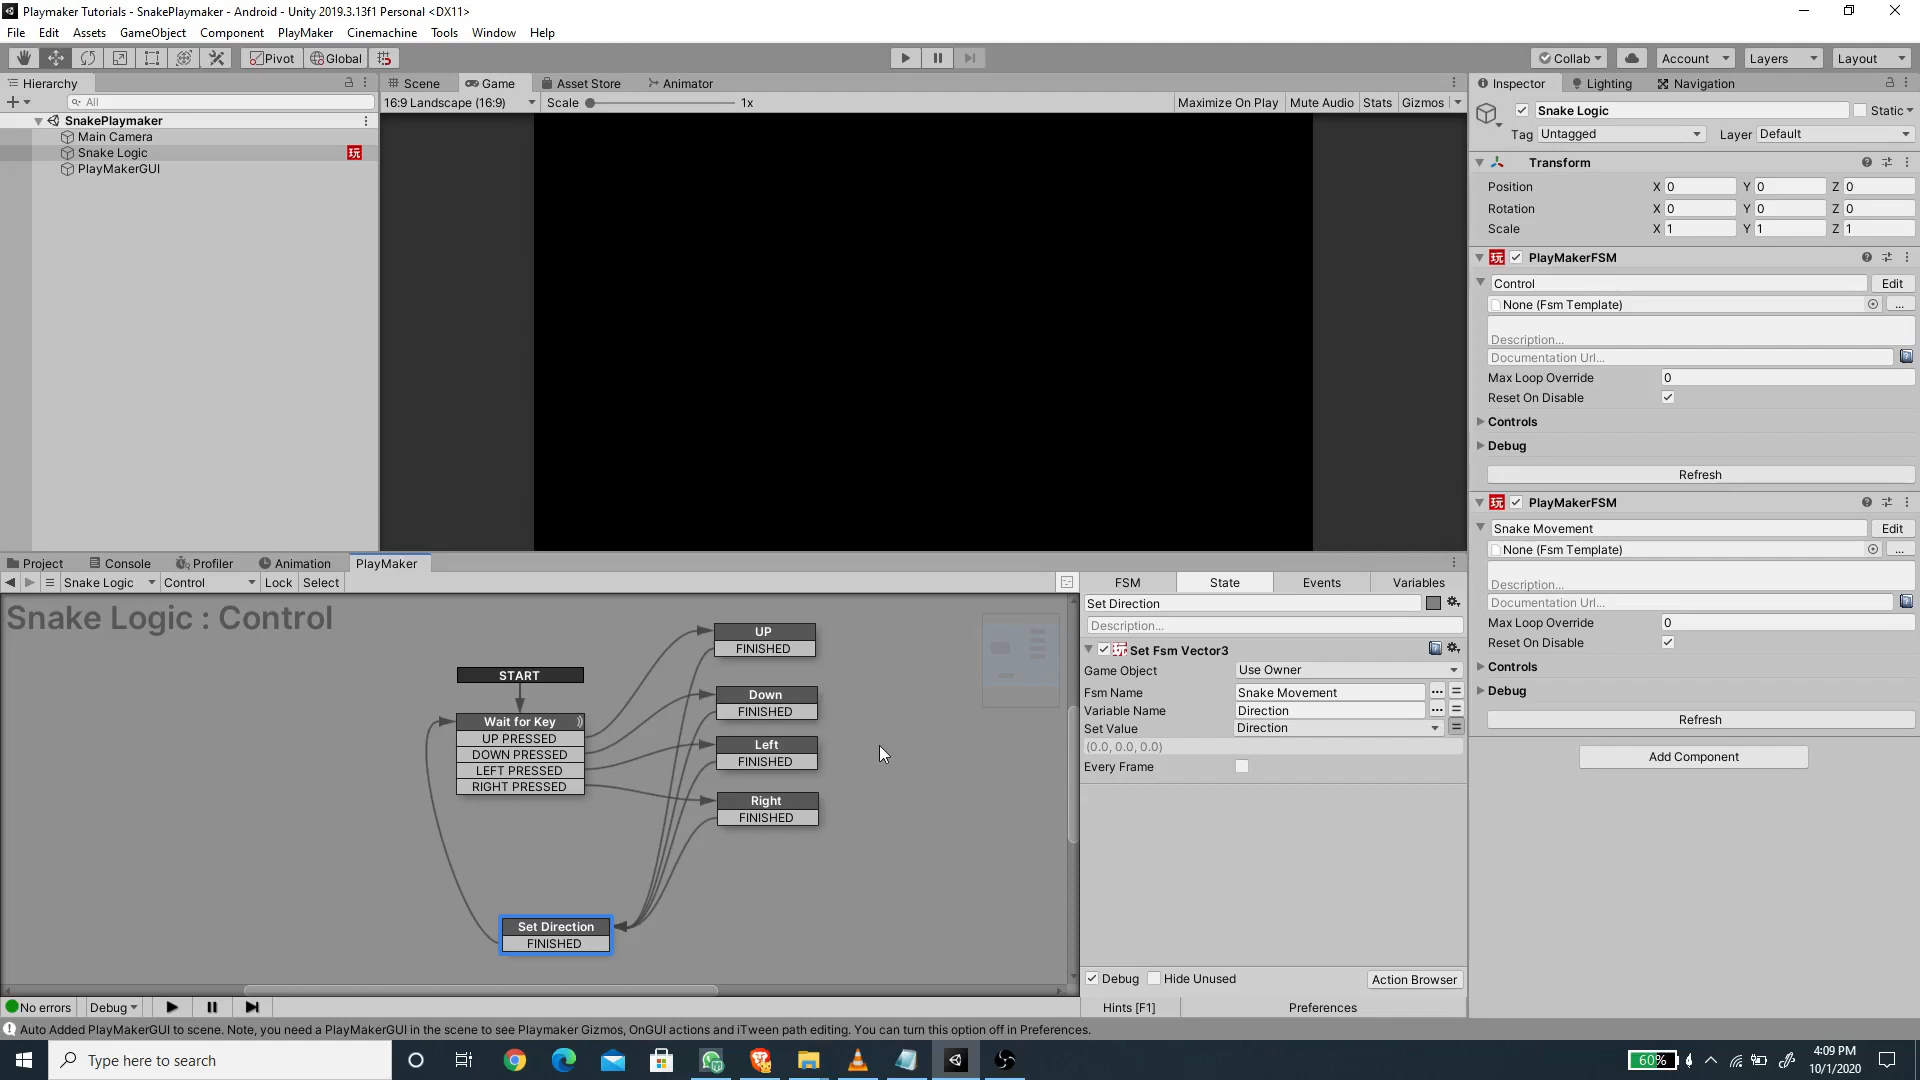 Playmaker Tutorials - SnakePlaymaker - Android - Unity 2019.3.13f1 Personal <DX11>
File Edit Assets GameObject Component PlayMaker Cinemachine Tools Window Help
Pivot Global Collab Account Layers Layout
Hierarchy Scene Game Asset Store Animator Inspector Lighting Navigation
All 16:9 Landscape (16:9) Scale 1x Maximize On Play Mute Audio Stats Gizmos
SnakePlaymaker
Main Camera
Snake Logic 玩
PlayMakerGUI
Snake Logic Static
Tag Untagged Layer Default
Transform
Position X 0 Y 0 Z 0
Rotation X 0 Y 0 Z 0
Scale X 1 Y 1 Z 1
玩 PlayMakerFSM
Control Edit
None (Fsm Template) ...
Description...
Documentation Url...
Max Loop Override 0
Reset On Disable
Controls
Debug
Refresh
玩 PlayMakerFSM
Snake Movement Edit
None (Fsm Template) ...
Description...
Documentation Url...
Max Loop Override 0
Reset On Disable
Controls
Debug
Refresh
Add Component
Project Console Profiler Animation PlayMaker
Snake Logic Control Lock Select
Snake Logic : Control
START
Wait for Key
UP PRESSED
DOWN PRESSED
LEFT PRESSED
RIGHT PRESSED
UP
FINISHED
Down
FINISHED
Left
FINISHED
Right
FINISHED
Set Direction
FINISHED
FSM State Events Variables
Set Direction
Description...
玩 Set Fsm Vector3
Game Object Use Owner
Fsm Name Snake Movement
Variable Name Direction
Set Value Direction
(0.0, 0.0, 0.0)
Every Frame
Debug Hide Unused Action Browser
Hints [F1] Preferences
No errors Debug
Auto Added PlayMakerGUI to scene. Note, you need a PlayMakerGUI in the scene to see Playmaker Gizmos, OnGUI actions and iTween path editing. You can turn this option off in Preferences.
Type here to search
60%
4:09 PM
10/1/2020